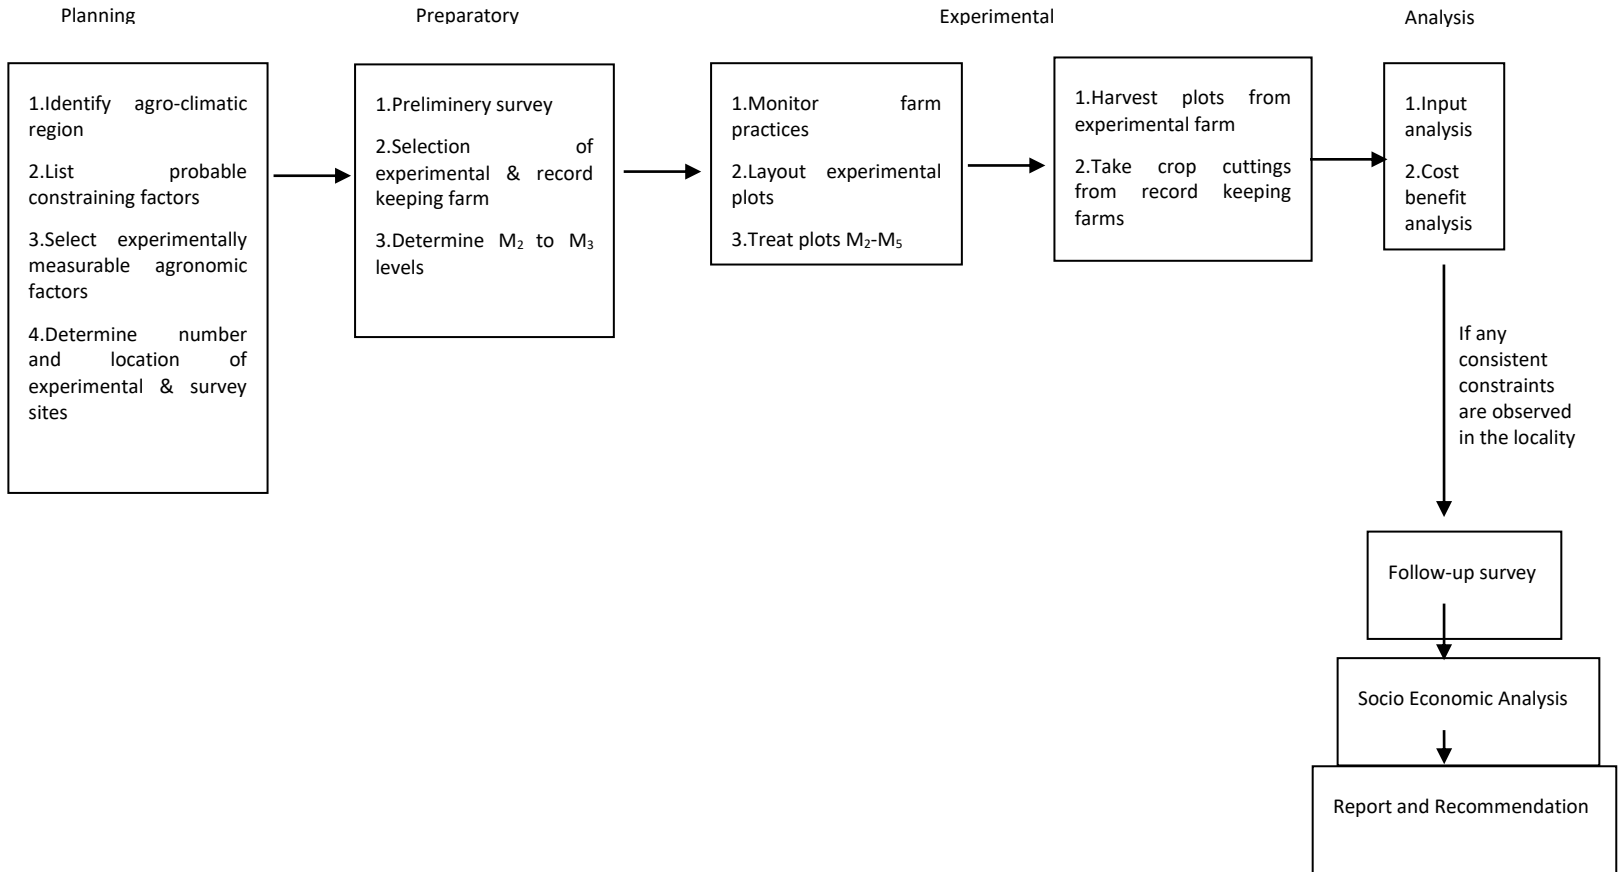 Planning
Preparatory
Experimental
Analysis
1.Identify agro-climatic
region
2.List probable
constraining factors
3.Select experimentally
measurable agronomic
factors
4.Determine number
and location of
experimental & survey
sites
1.Preliminery survey
2.Selection of
experimental & record
keeping farm
3.Determine M₂ to M₃
levels
1.Monitor farm
practices
2.Layout experimental
plots
3.Treat plots M₂-M₅
1.Harvest plots from
experimental farm
2.Take crop cuttings
from record keeping
farms
1.Input
analysis
2.Cost
benefit
analysis
If any
consistent
constraints
are observed
in the locality
Follow-up survey
Socio Economic Analysis
Report and Recommendation